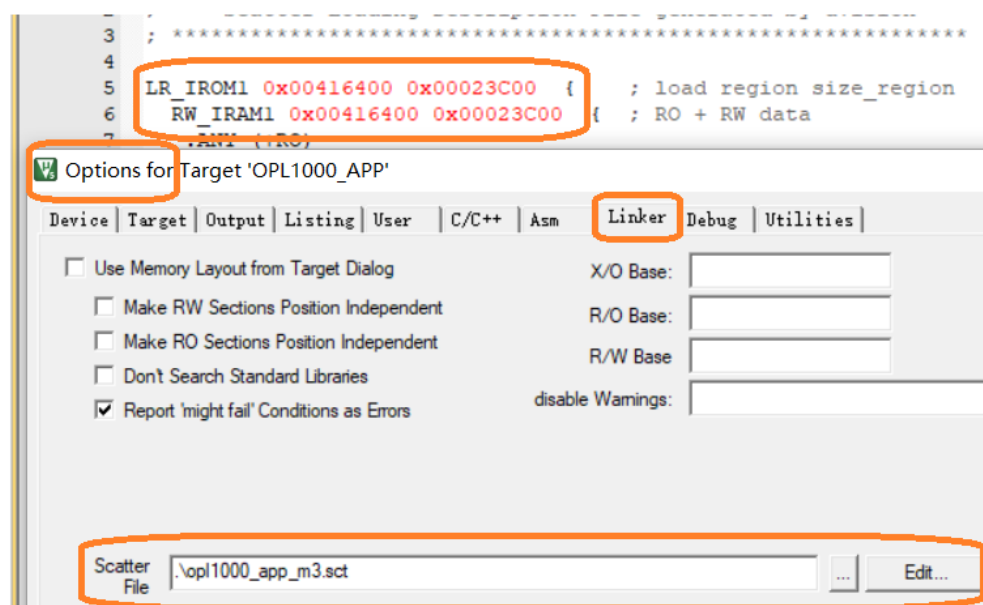 3 ; *************************************************************
4
5 LR_IROM1 0x00416400 0x00023C00 { ; load region size_region
6 RW_IRAM1 0x00416400 0x00023C00 { ; RO + RW data
7 .ANY (+RO)
Options for Target 'OPL1000_APP'
Device Target Output Listing User C/C++ Asm Linker Debug Utilities
Use Memory Layout from Target Dialog X/O Base:
Make RW Sections Position Independent R/O Base:
Make RO Sections Position Independent R/W Base
Don't Search Standard Libraries
Report 'might fail' Conditions as Errors disable Warnings:
Scatter File .\opl1000_app_m3.sct ... Edit...